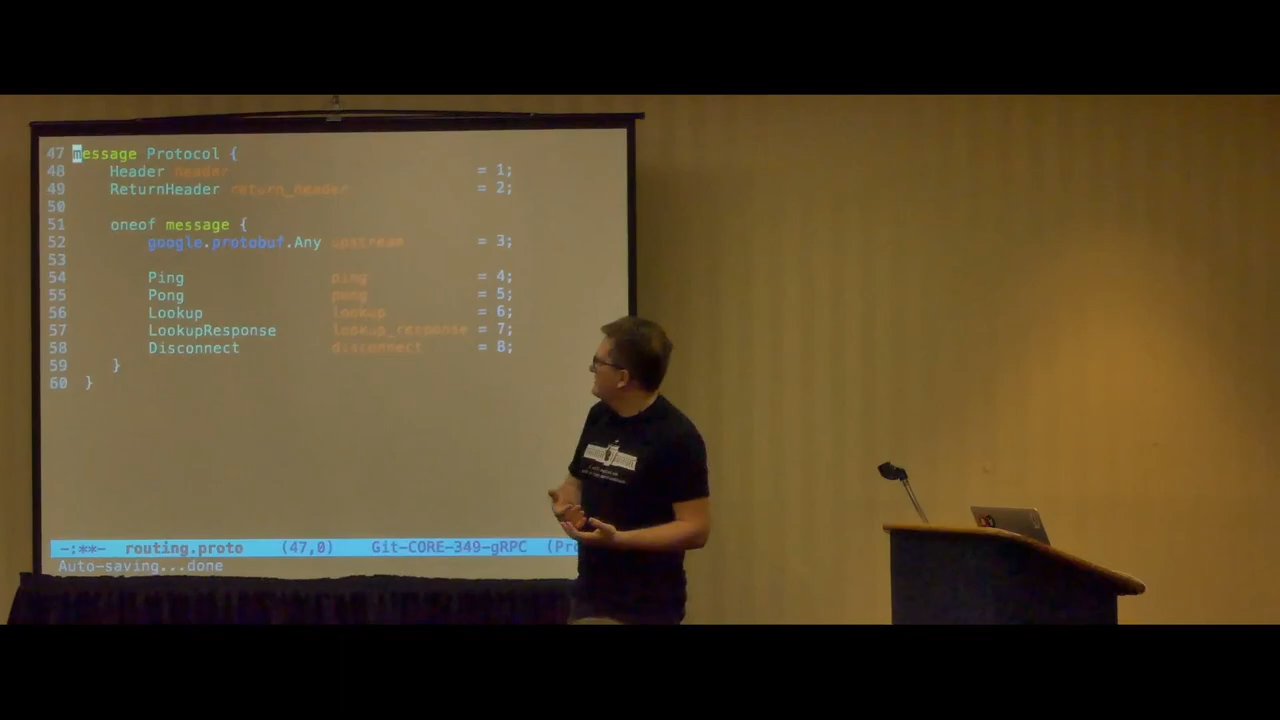 47 message Protocol {
48 Header header = 1;
49 ReturnHeader return_header = 2;
50
51 oneof message {
52 google.protobuf.Any upstream = 3;
53
54 Ping ping = 4;
55 Pong pong = 5;
56 Lookup lookup = 6;
57 LookupResponse lookup_response = 7;
58 Disconnect disconnect = 8;
59 }
60 }
-:**- routing.proto (47,0) Git-CORE-349-gRPC (Pro
Auto-saving...done